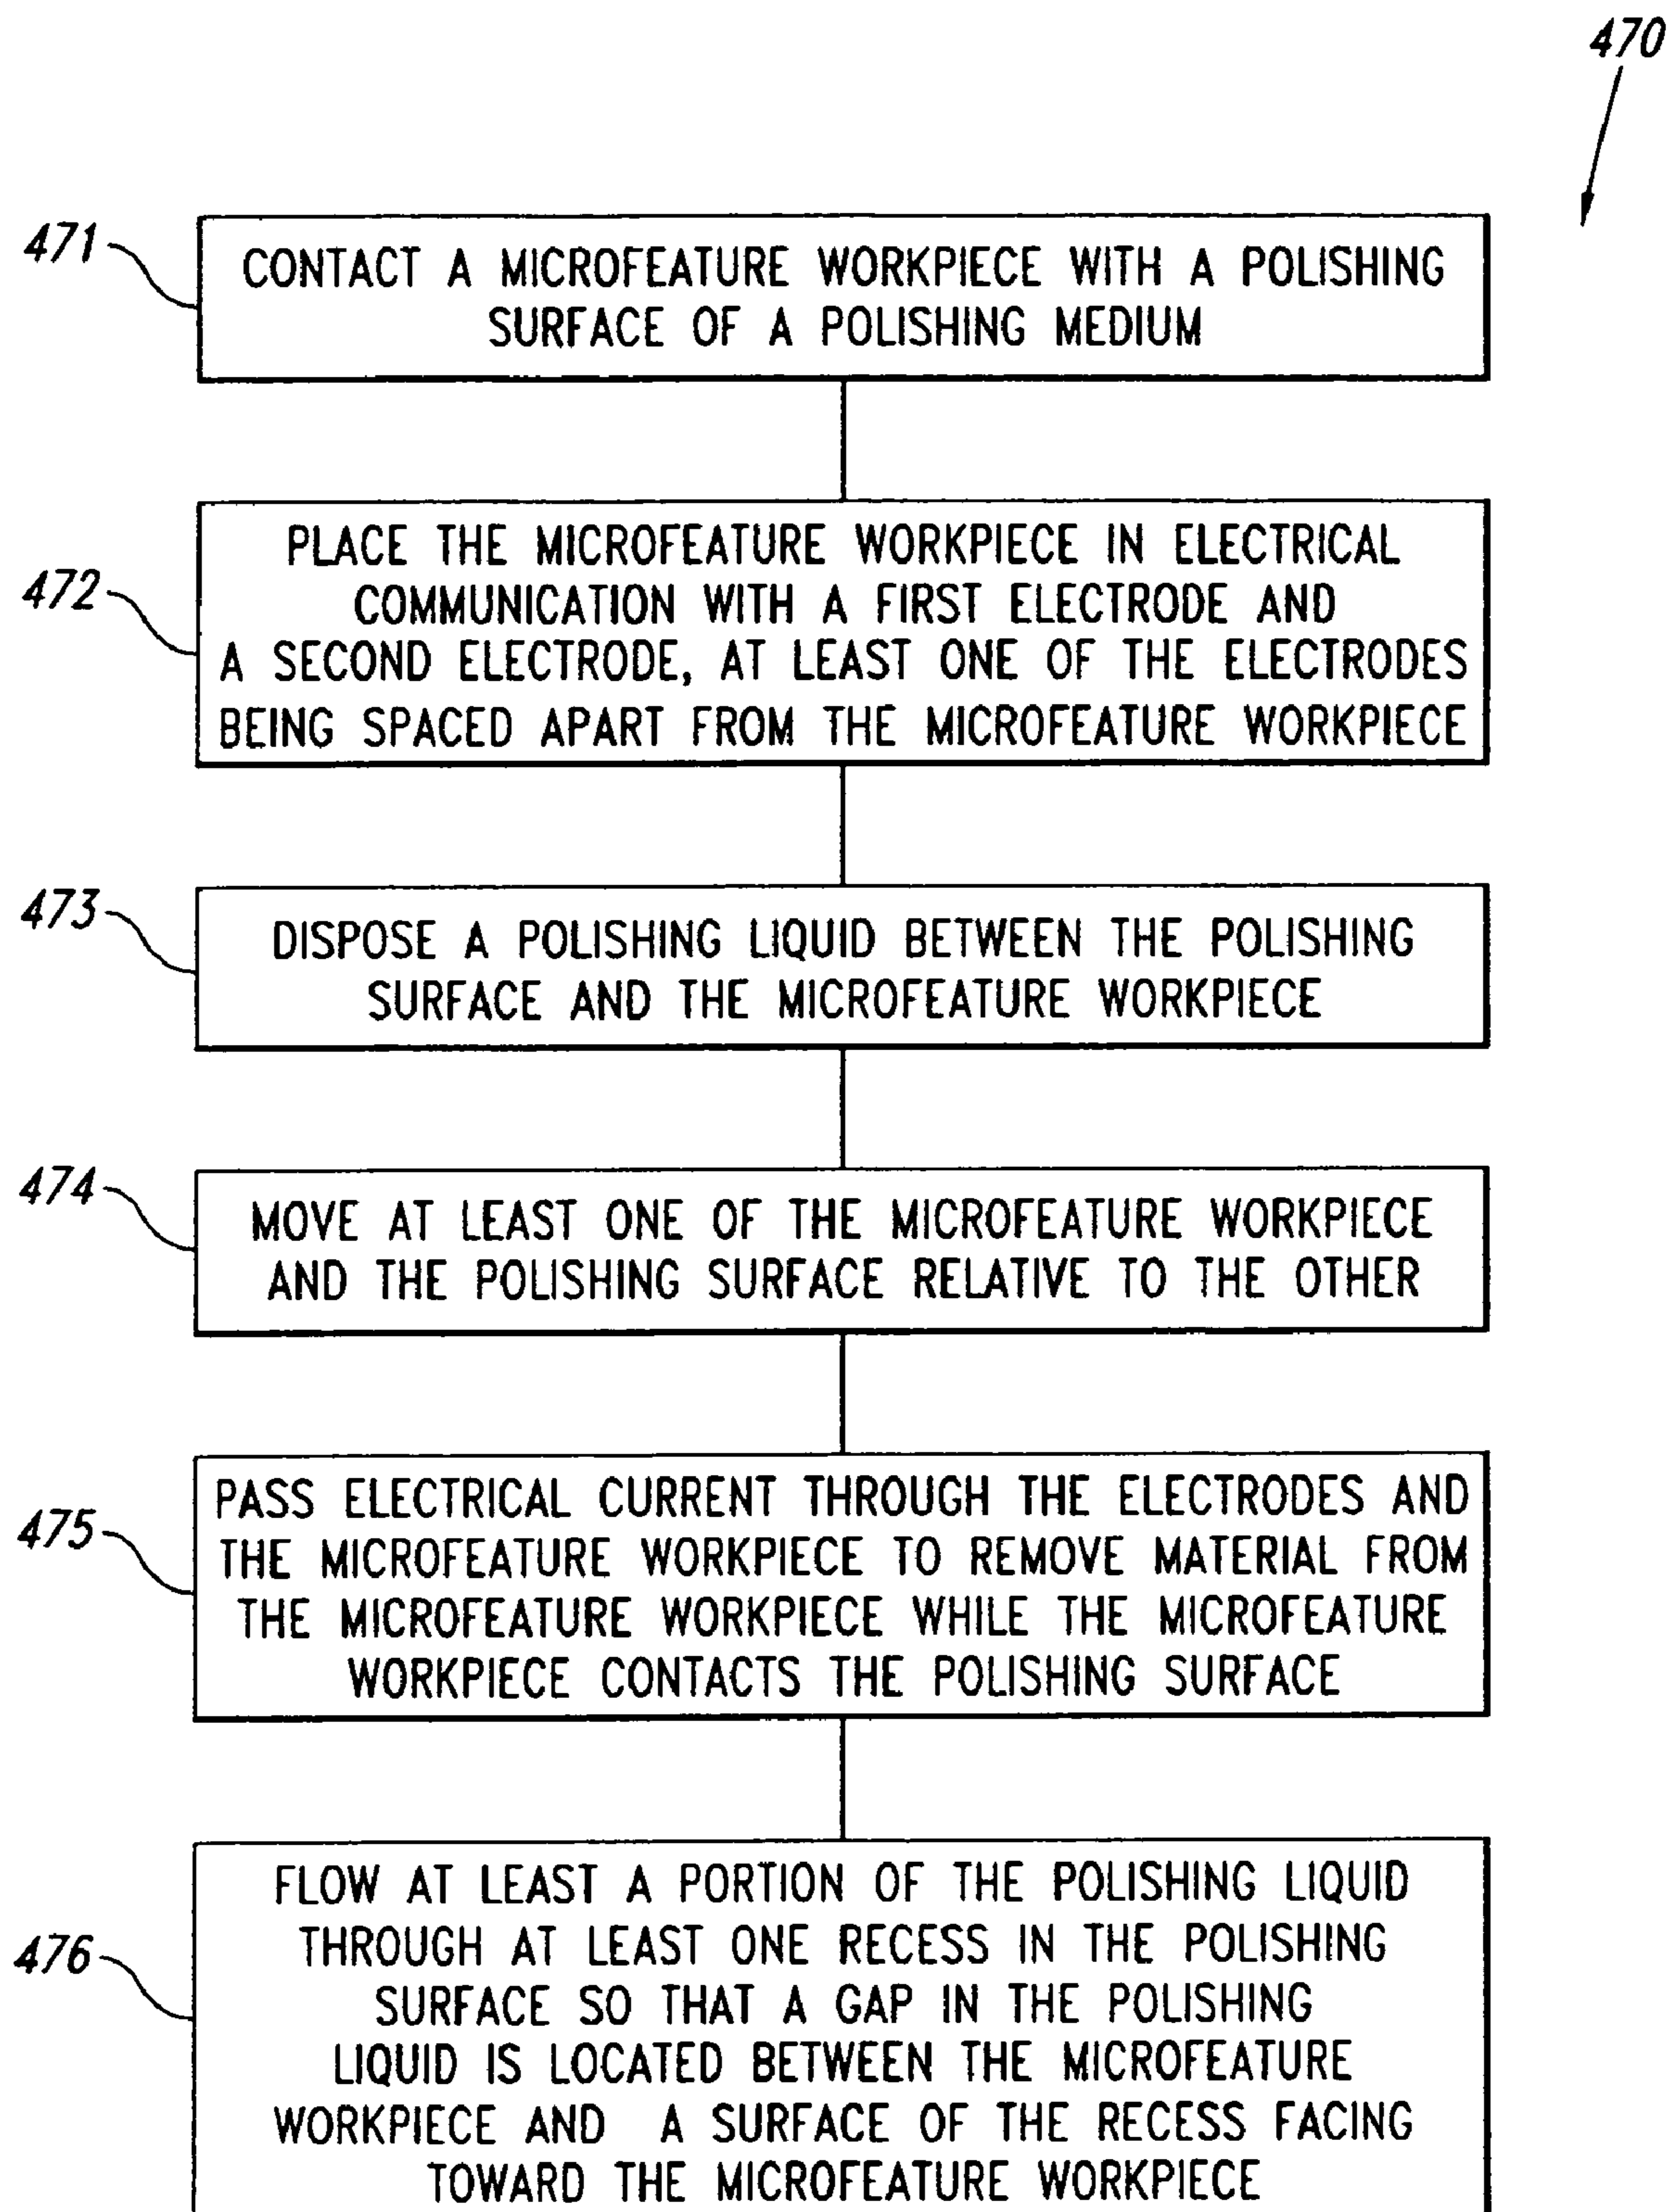 470
471
CONTACT A MICROFEATURE WORKPIECE WITH A POLISHING
SURFACE OF A POLISHING MEDIUM
472
PLACE THE MICROFEATURE WORKPIECE IN ELECTRICAL
COMMUNICATION WITH A FIRST ELECTRODE AND
A SECOND ELECTRODE, AT LEAST ONE OF THE ELECTRODES
BEING SPACED APART FROM THE MICROFEATURE WORKPIECE
473
DISPOSE A POLISHING LIQUID BETWEEN THE POLISHING
SURFACE AND THE MICROFEATURE WORKPIECE
474
MOVE AT LEAST ONE OF THE MICROFEATURE WORKPIECE
AND THE POLISHING SURFACE RELATIVE TO THE OTHER
475
PASS ELECTRICAL CURRENT THROUGH THE ELECTRODES AND
THE MICROFEATURE WORKPIECE TO REMOVE MATERIAL FROM
THE MICROFEATURE WORKPIECE WHILE THE MICROFEATURE
WORKPIECE CONTACTS THE POLISHING SURFACE
476
FLOW AT LEAST A PORTION OF THE POLISHING LIQUID
THROUGH AT LEAST ONE RECESS IN THE POLISHING
SURFACE SO THAT A GAP IN THE POLISHING
LIQUID IS LOCATED BETWEEN THE MICROFEATURE
WORKPIECE AND A SURFACE OF THE RECESS FACING
TOWARD THE MICROFEATURE WORKPIECE